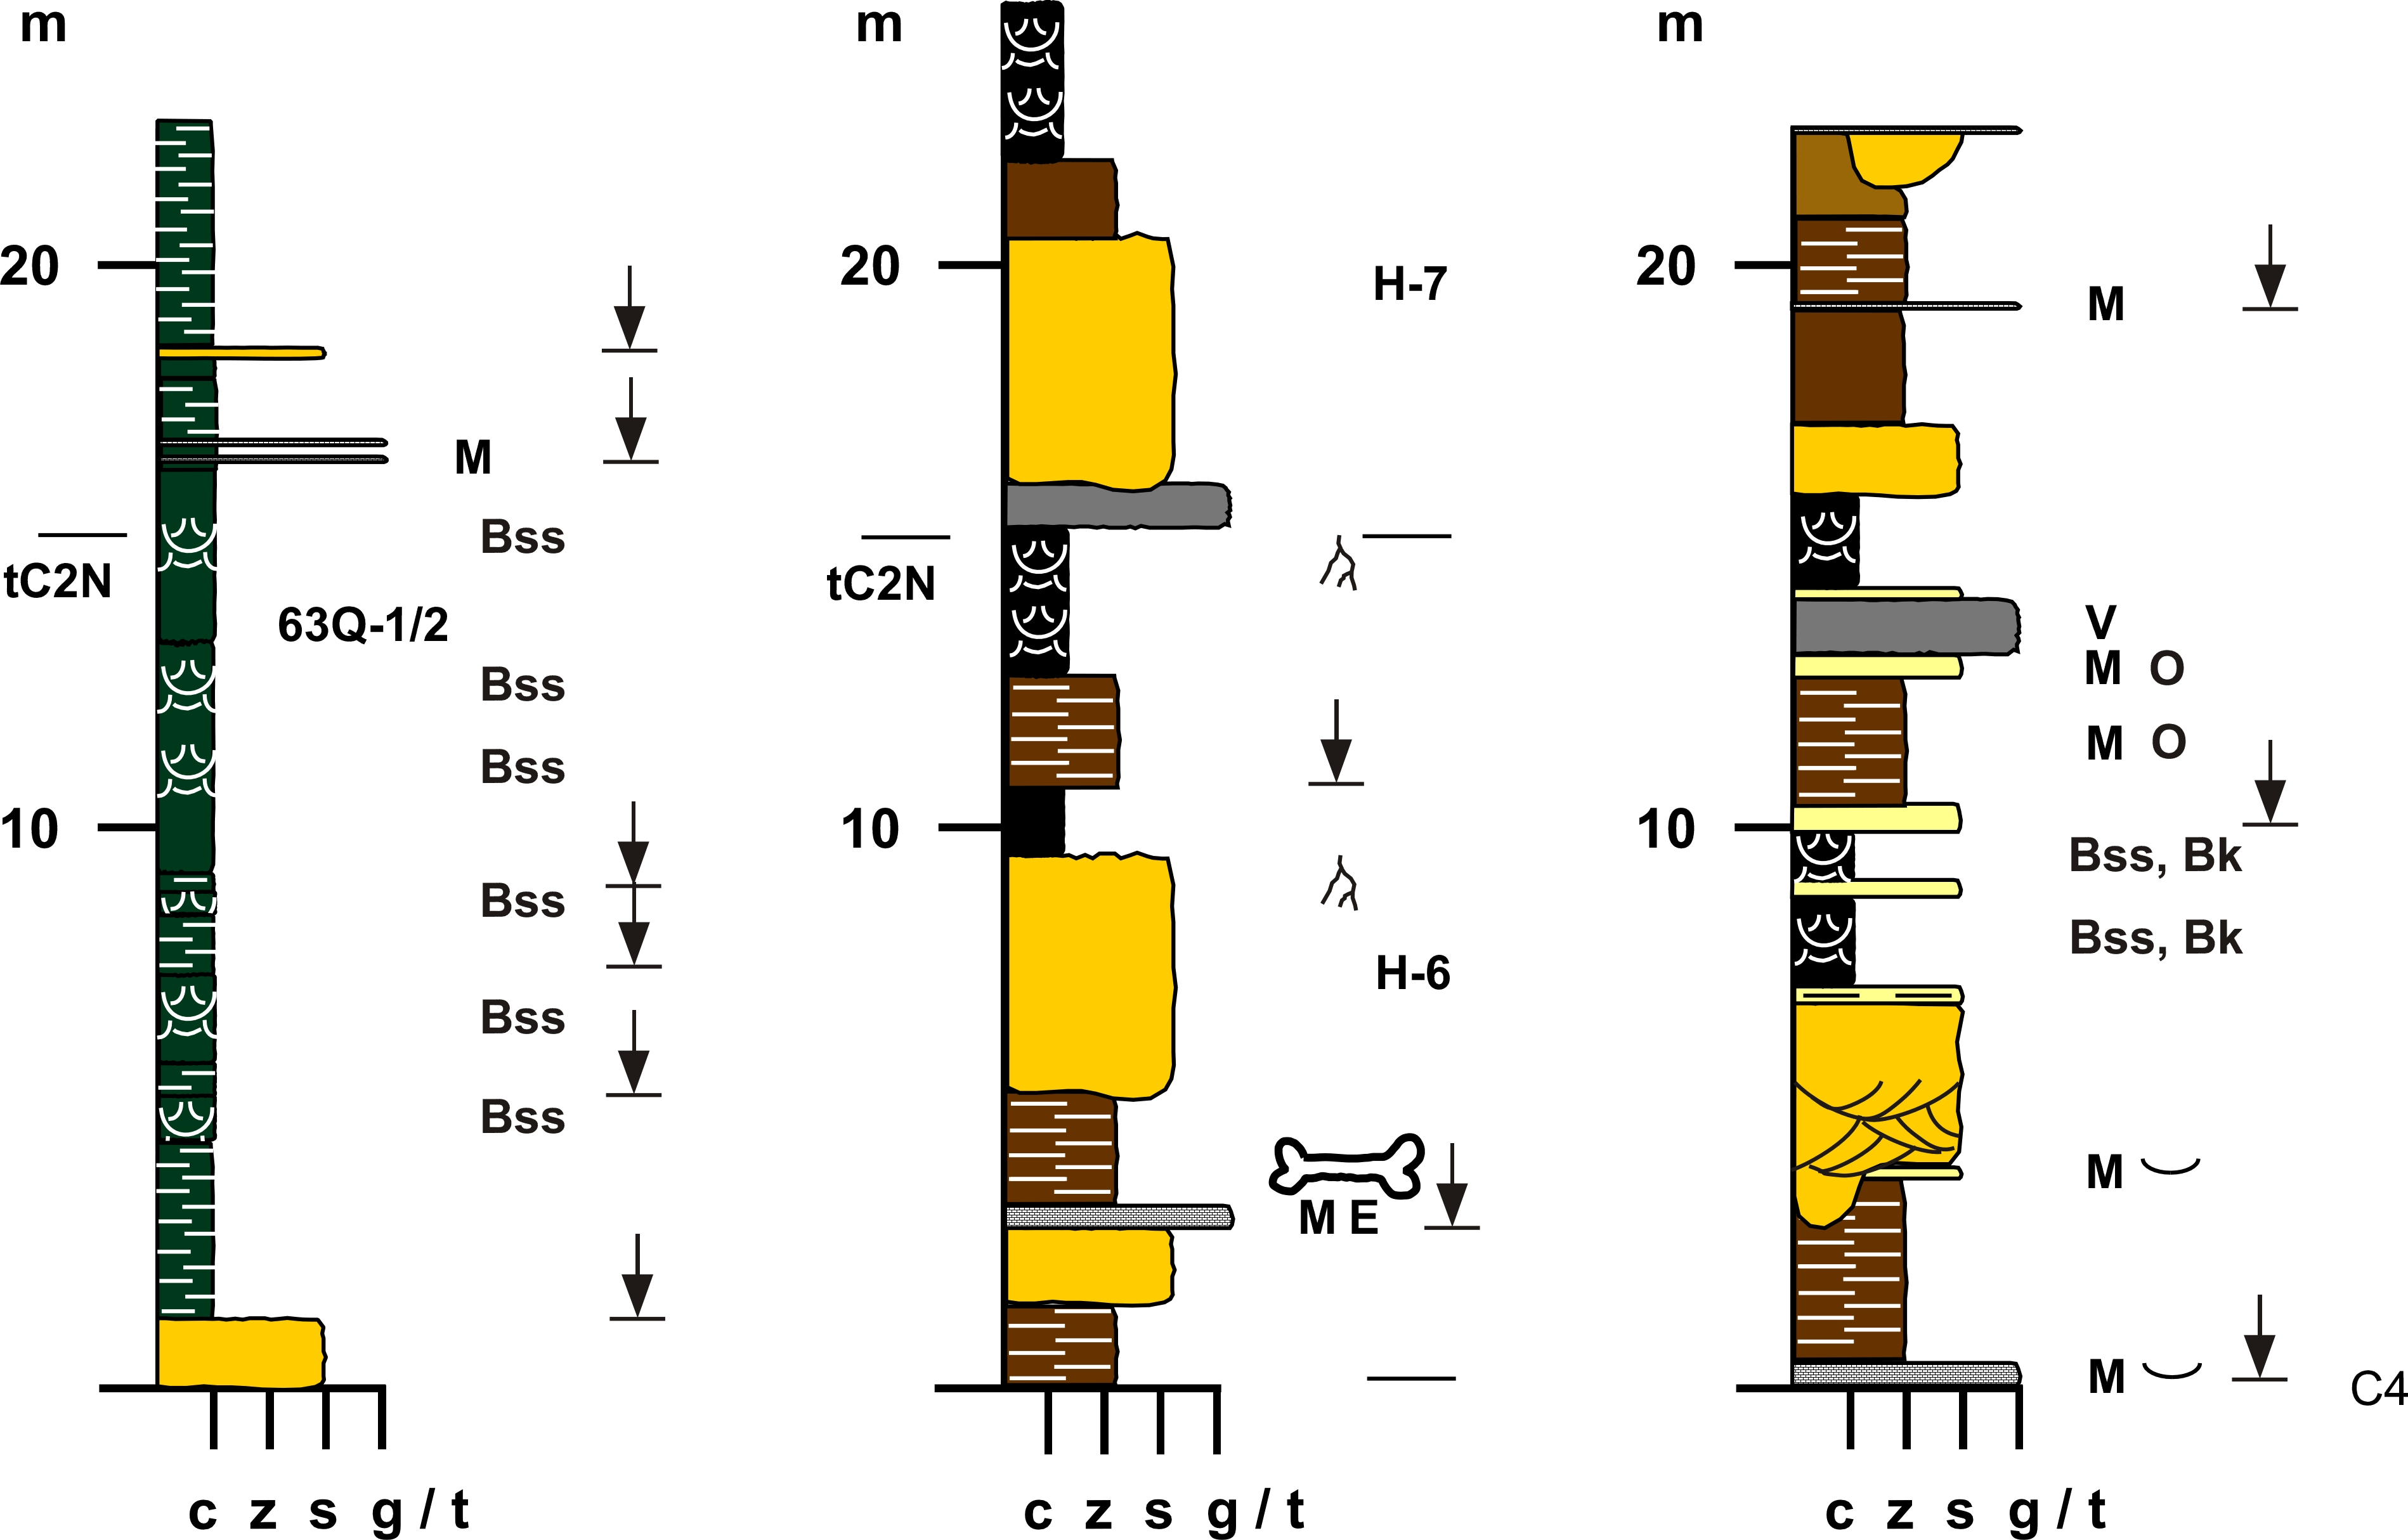 m
20
M
Bss
tC2N
63Q-1/2
Bss
Bss
10
Bss
Bss
Bss
c z s g / t
m
20
H-7
tC2N
10
H-6
M E
c z s g / t
m
20
M
V
M O
M O
10
Bss, Bk
Bss, Bk
M
M
C4
c z s g / t